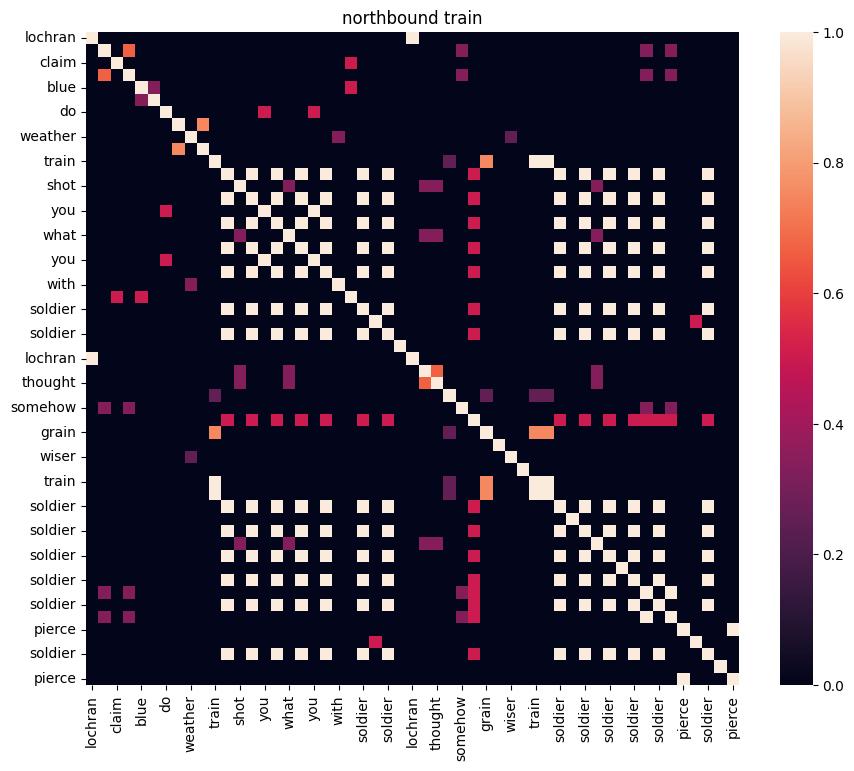 northbound train
lochran
claim
blue
do
weather
train
shot
you
what
you
with
soldier
soldier
lochran
thought
somehow
grain
wiser
train
soldier
soldier
soldier
soldier
soldier
pierce
soldier
pierce
1.0
0.8
0.6
0.4
0.2
0.0
lochran
claim
blue
do
weather
train
shot
you
what
you
with
soldier
soldier
lochran
thought
somehow
grain
wiser
train
soldier
soldier
soldier
soldier
soldier
pierce
soldier
pierce